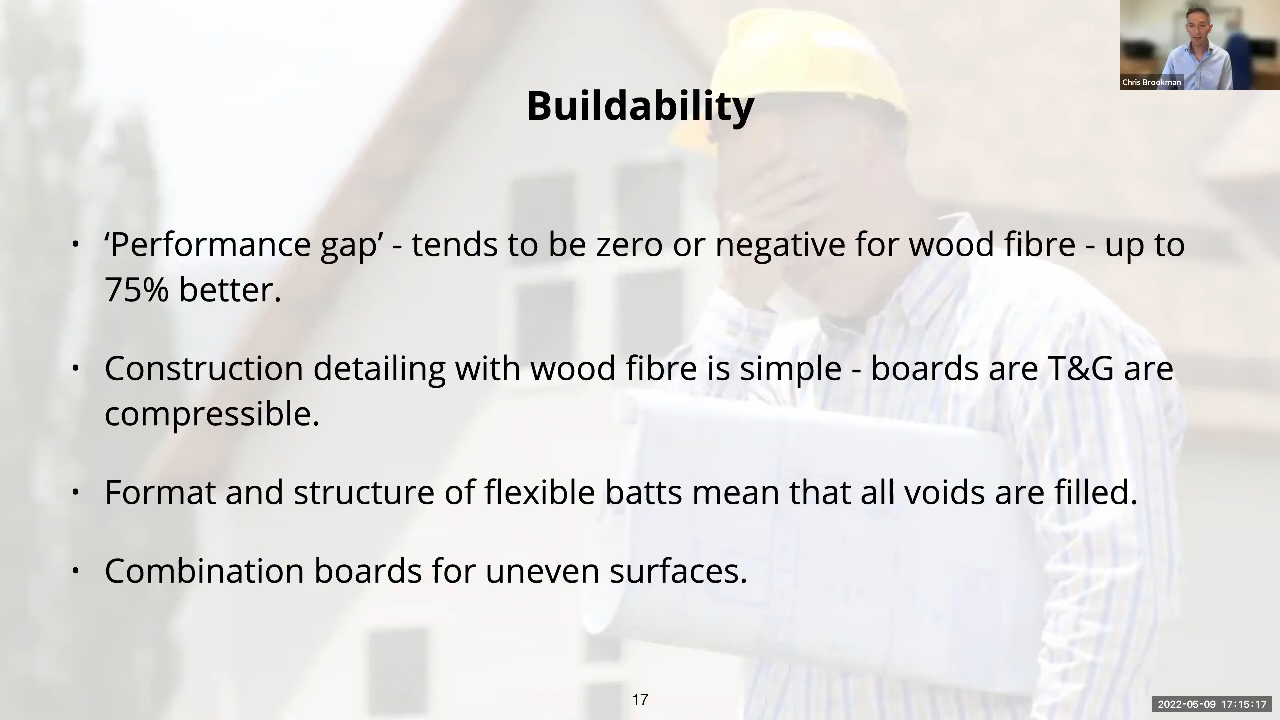 Chris Brookman
Buildability
• ‘Performance gap’ - tends to be zero or negative for wood fibre - up to
75% better.
• Construction detailing with wood fibre is simple - boards are T&G are
compressible.
• Format and structure of flexible batts mean that all voids are filled.
• Combination boards for uneven surfaces.
17
2022-05-09 17:15:17